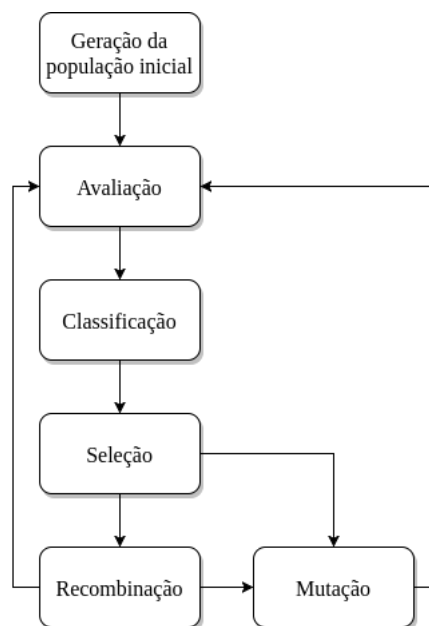 Geração da
população inicial
Avaliação
Classificação
Seleção
Recombinação
Mutação